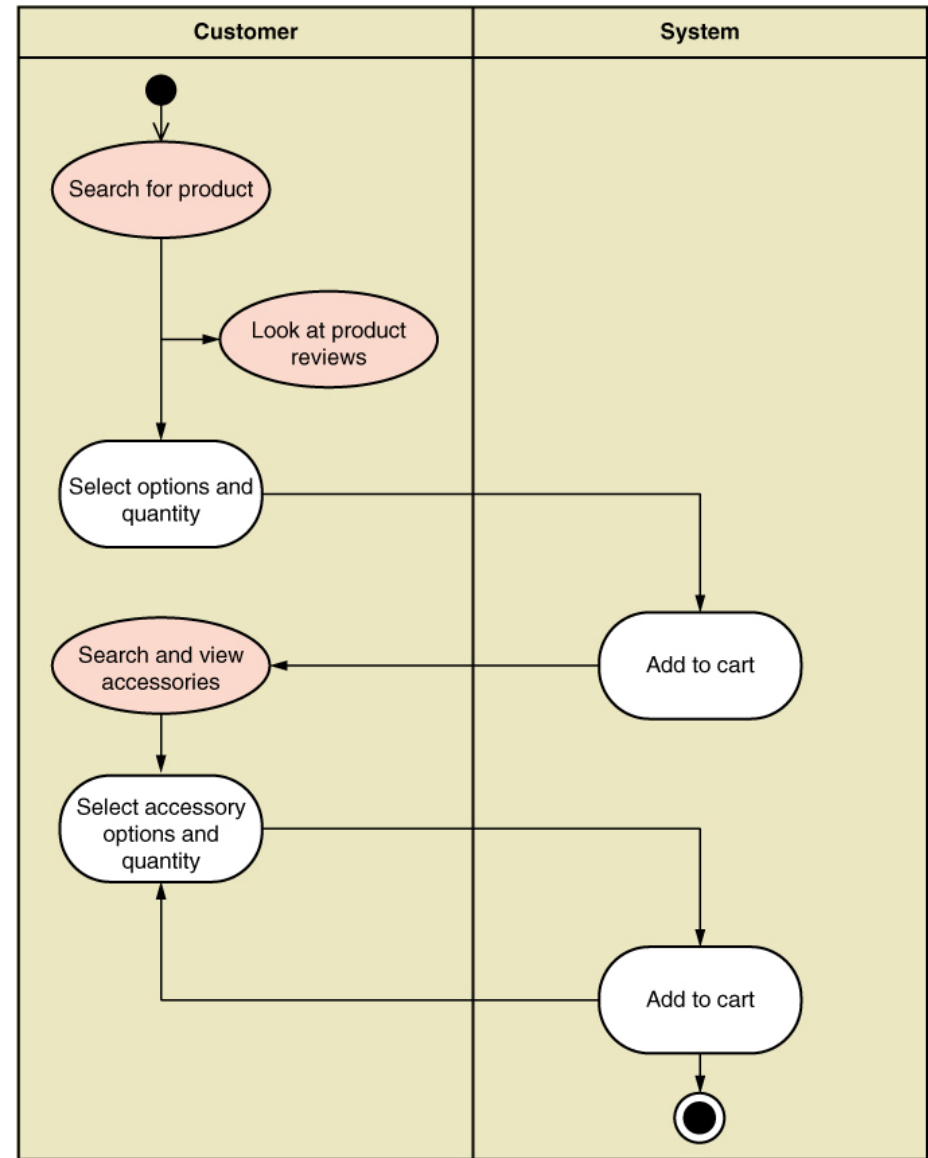 Customer
System
Search for product
Look at product
reviews
Select options and
quantity
Search and view
accessories
Add to cart
Select accessory
options and
quantity
Add to cart